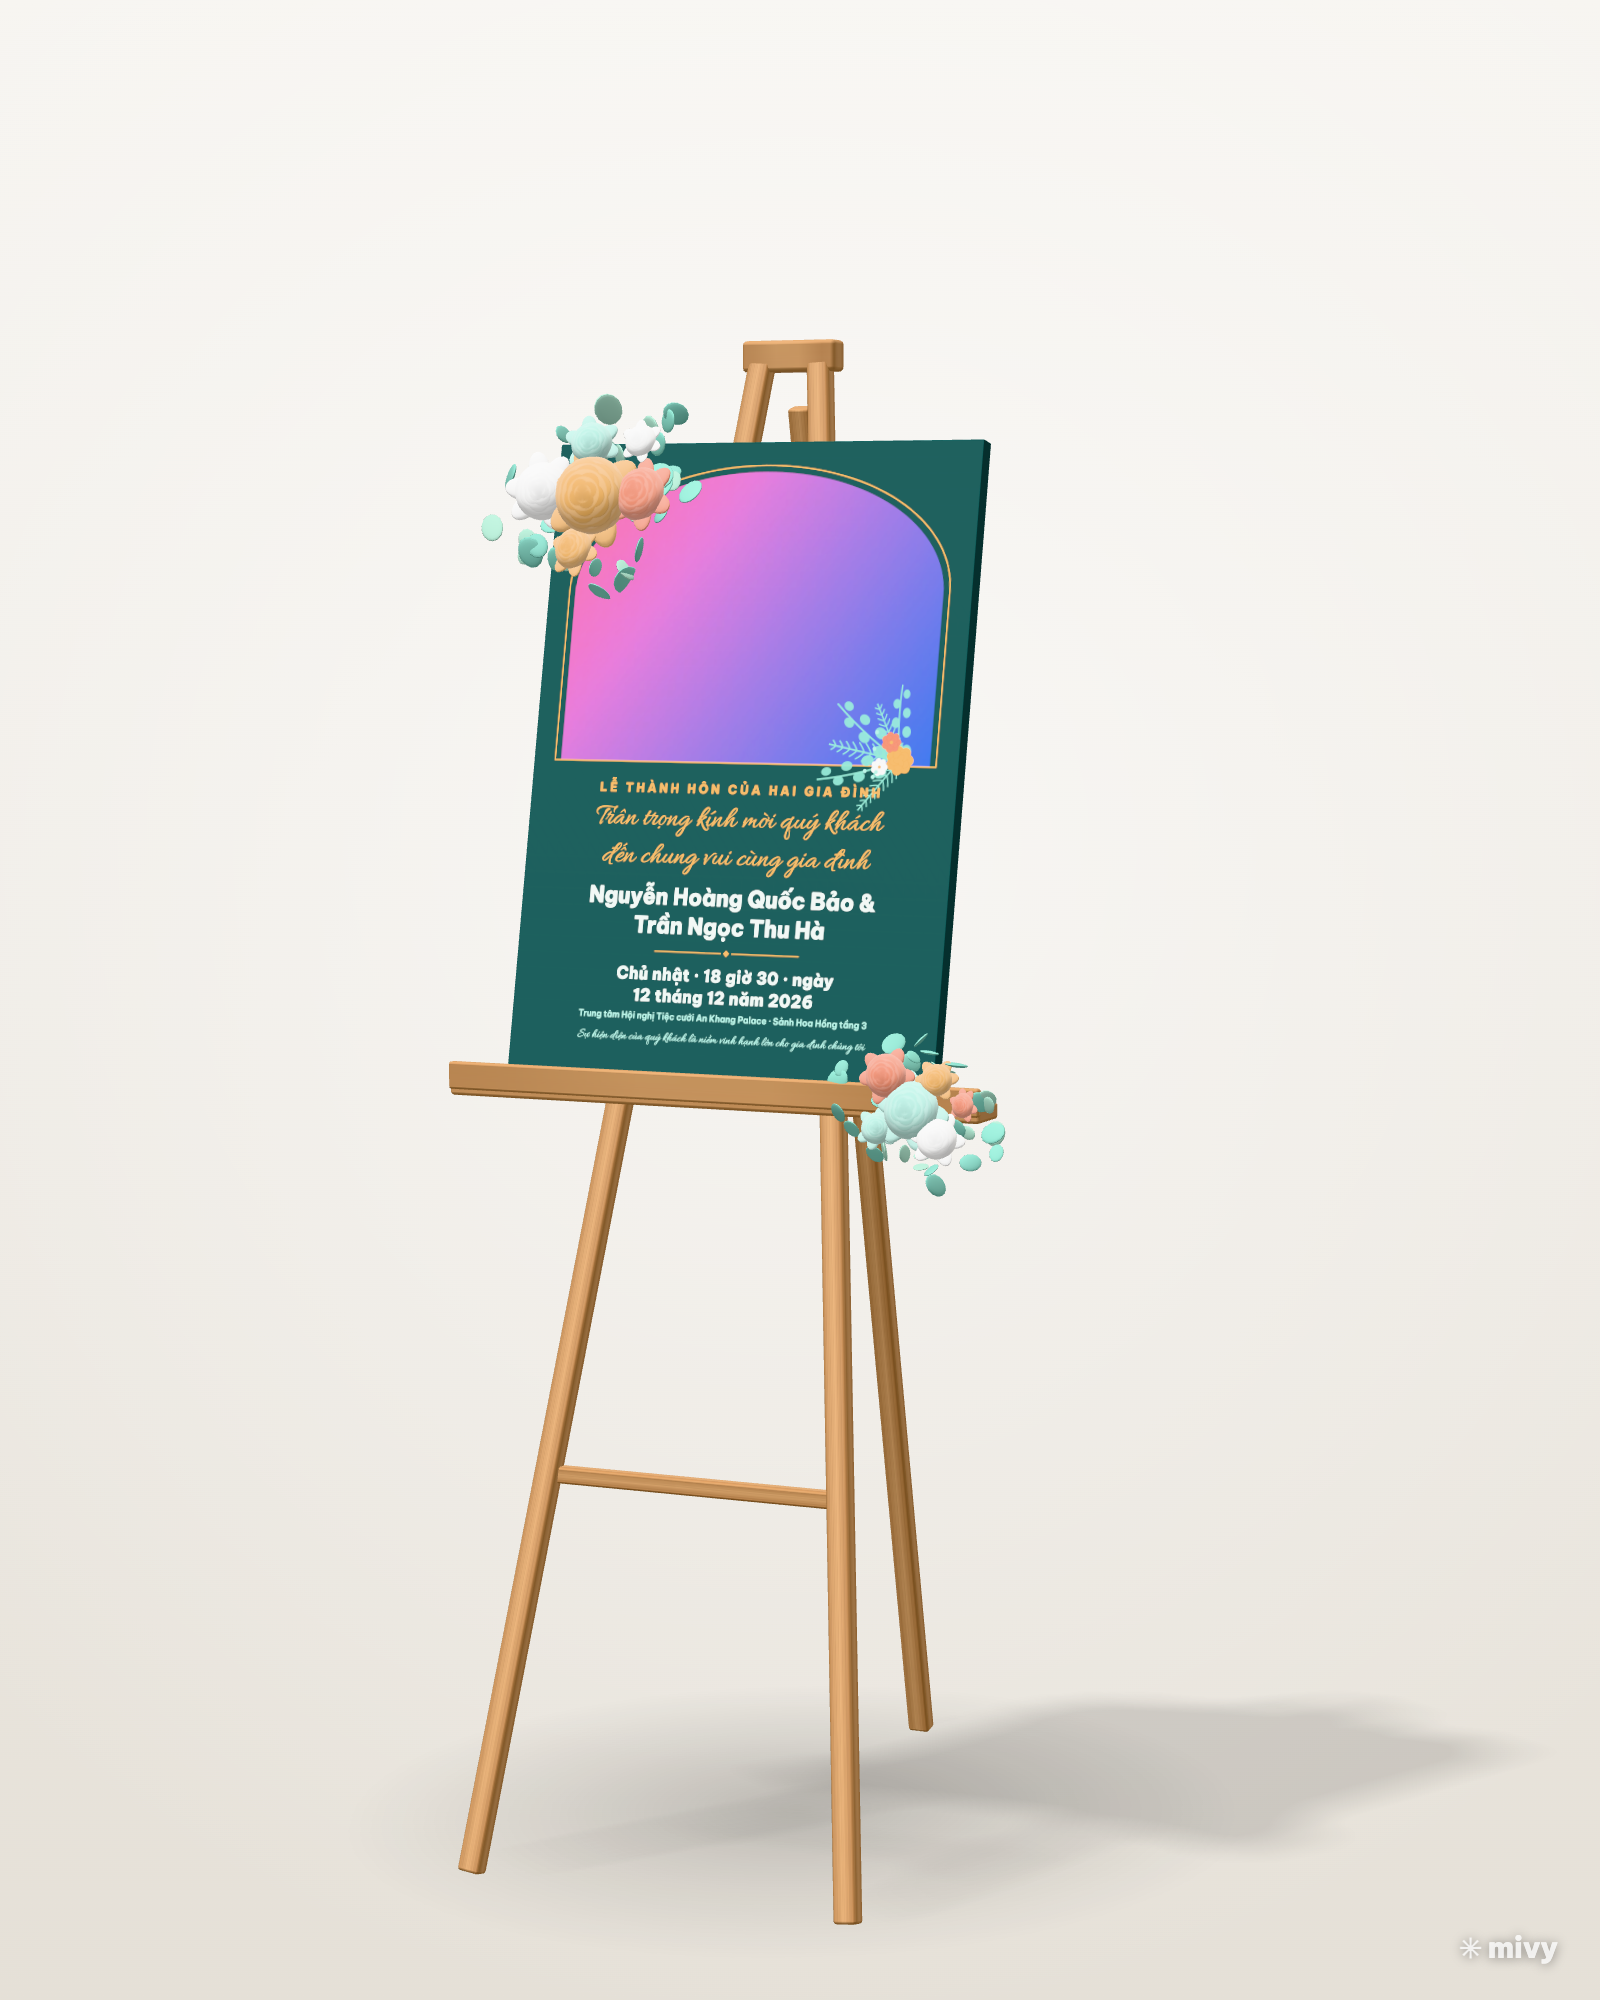 LỄ THÀNH HÔN CỦA HAI GIA ĐÌNH
Trân trọng kính mời quý khách
đến chung vui cùng gia đình
Nguyễn Hoàng Quốc Bảo &
Trần Ngọc Thu Hà
Chủ nhật · 18 giờ 30 · ngày
12 tháng 12 năm 2026
Trung tâm Hội nghị Tiệc cưới An Khang Palace · Sảnh Hoa Hồng tầng 3
Sự hiện diện của quý khách là niềm vinh hạnh lớn cho gia đình chúng tôi
mivy